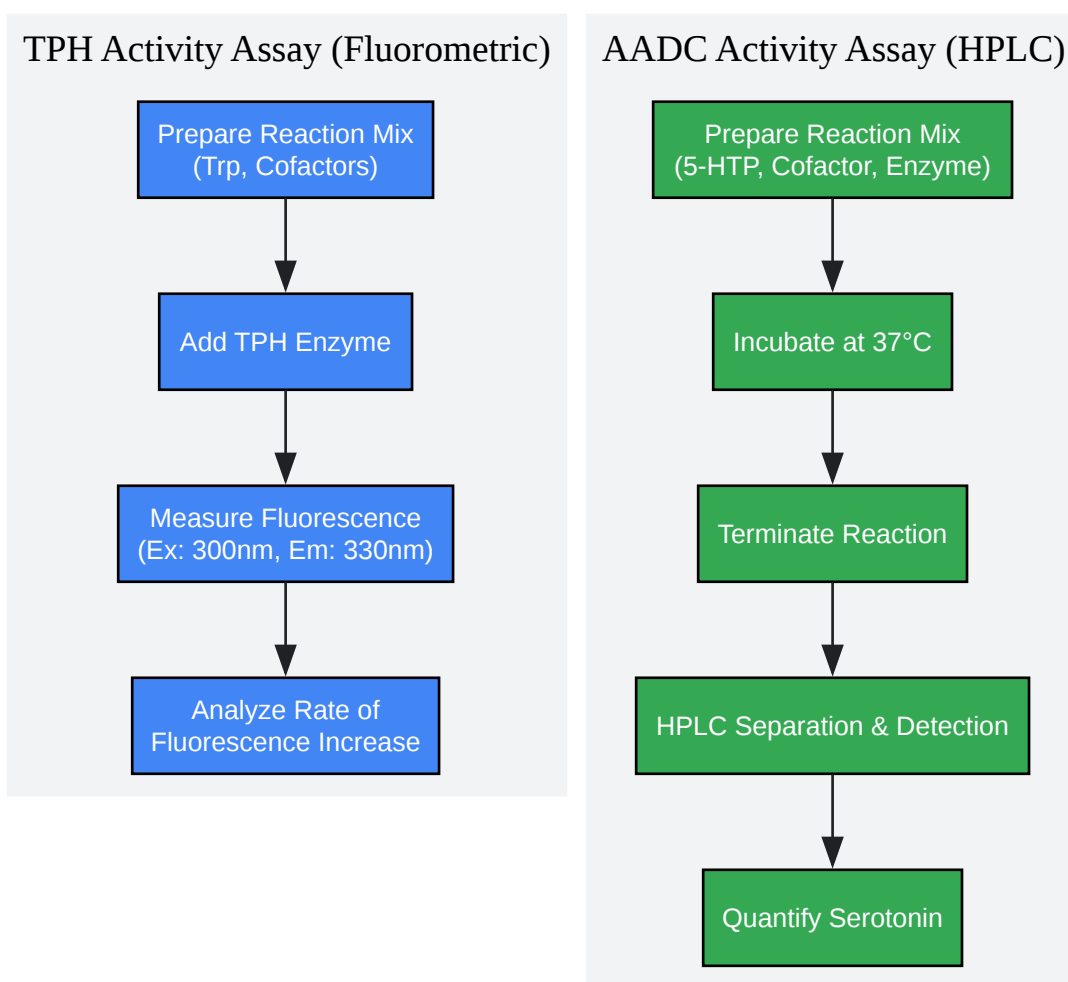 TPH Activity Assay (Fluorometric)
Prepare Reaction Mix
(Trp, Cofactors)
Add TPH Enzyme
Measure Fluorescence
(Ex: 300nm, Em: 330nm)
Analyze Rate of
Fluorescence Increase
AADC Activity Assay (HPLC)
Prepare Reaction Mix
(5-HTP, Cofactor, Enzyme)
Incubate at 37°C
Terminate Reaction
HPLC Separation & Detection
Quantify Serotonin